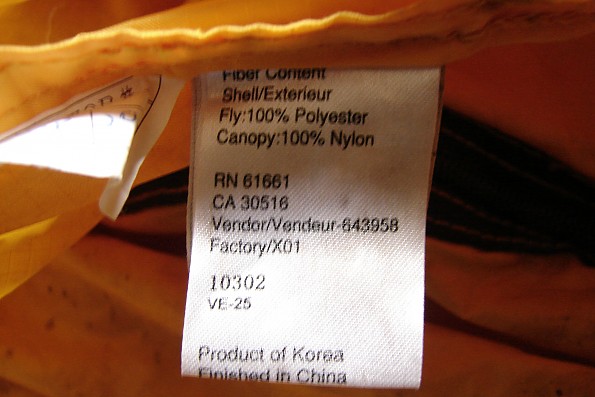 Fiber Content
Shell/Exterieur
Fly:100% Polyester
Canopy:100% Nylon
RN 61661
CA 30516
Vendor/Vendeur-643958
Factory/X01
10302
VE-25
Product of Korea
Finished in China